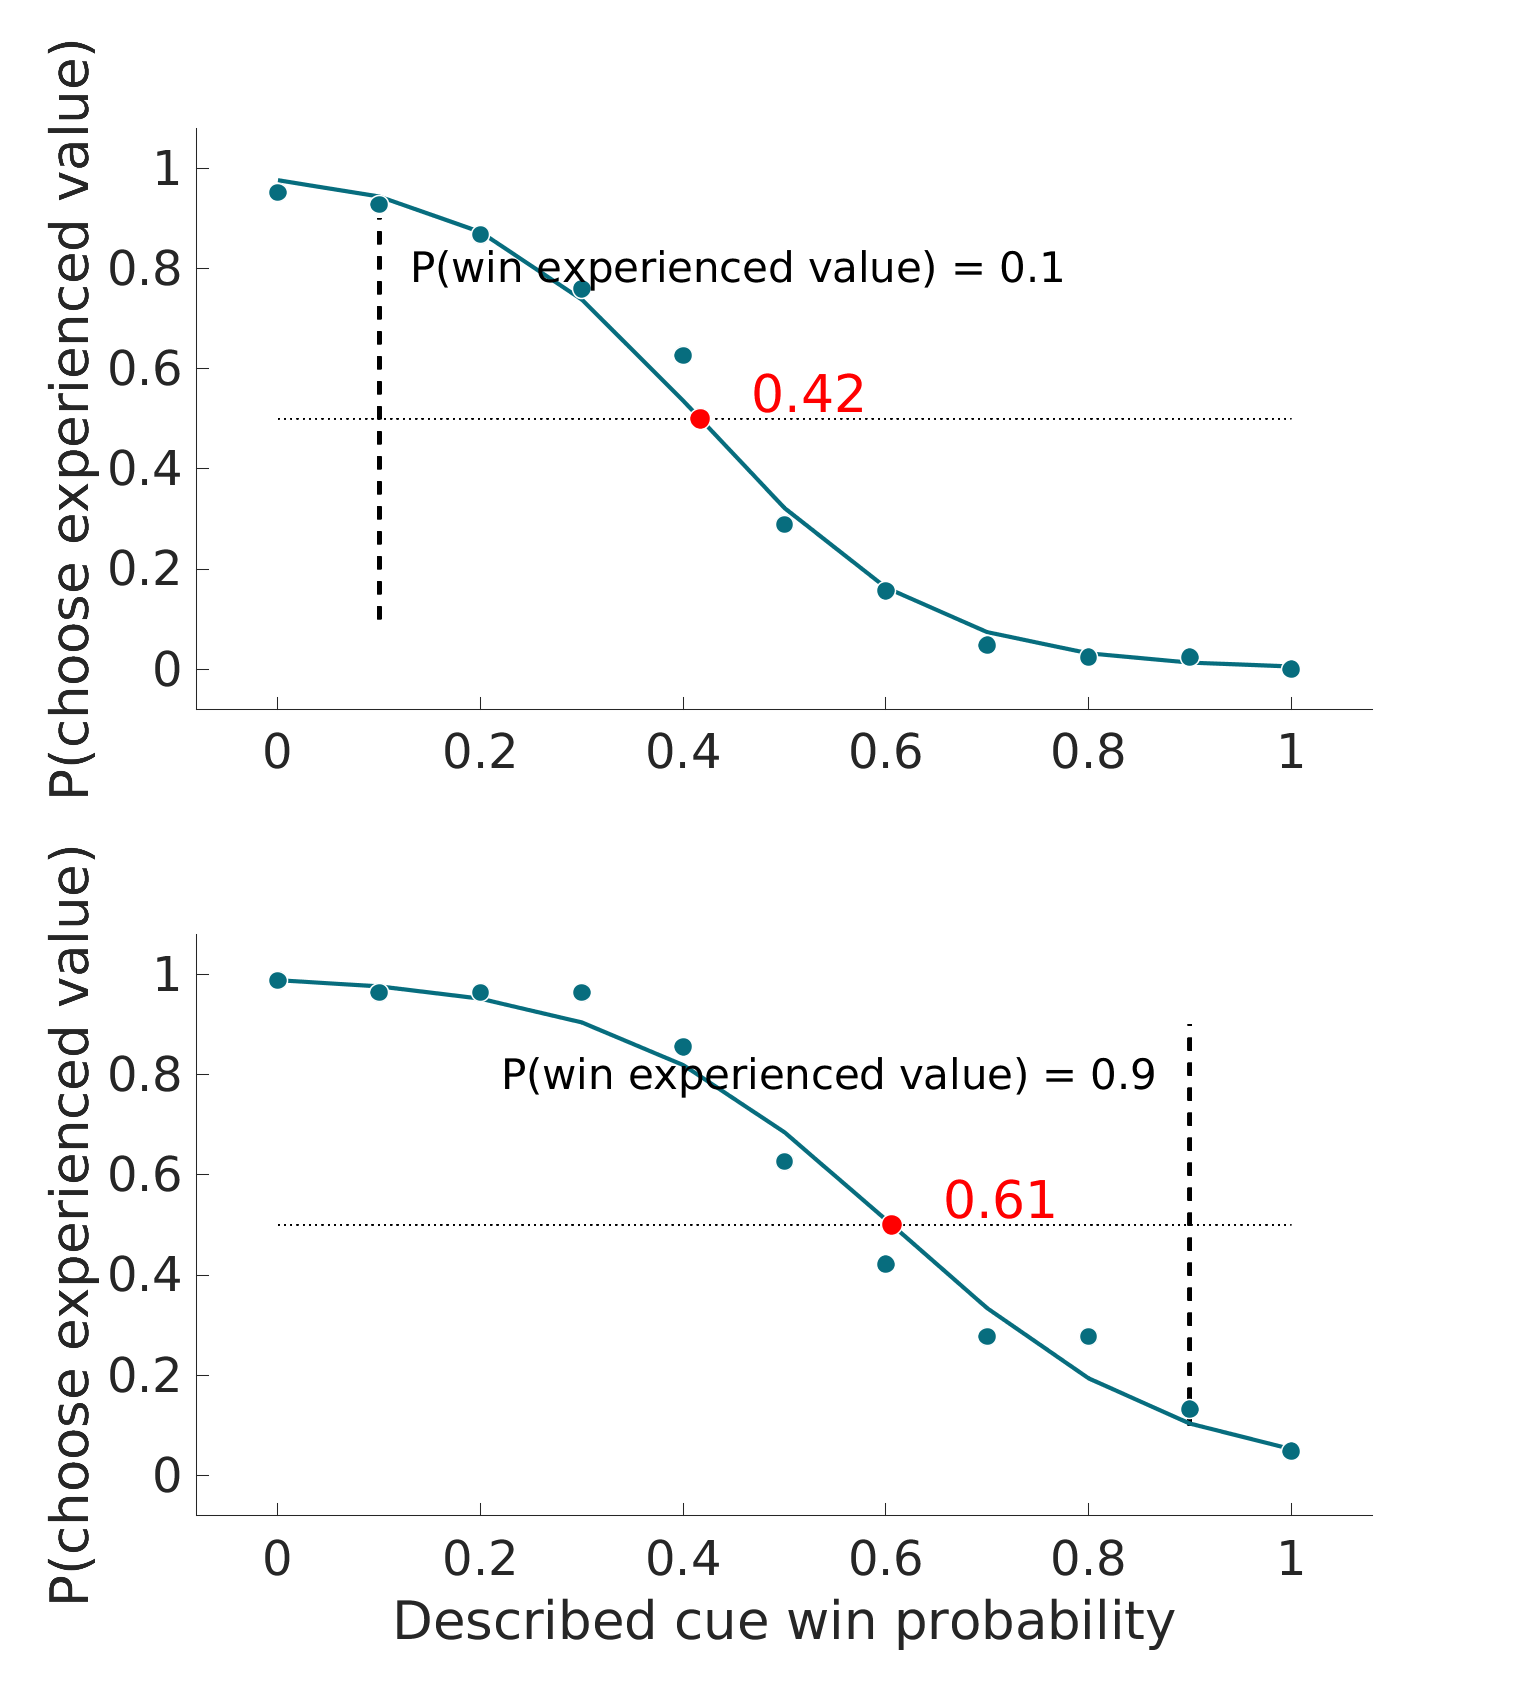 P(choose experienced value)
1
0.8
0.6
0.4
0.2
0
P(win experienced value) = 0.1
0.42
0 0.2 0.4 0.6 0.8 1
P(choose experienced value)
1
0.8
0.6
0.4
0.2
0
P(win experienced value) = 0.9
0.61
0 0.2 0.4 0.6 0.8 1
Described cue win probability